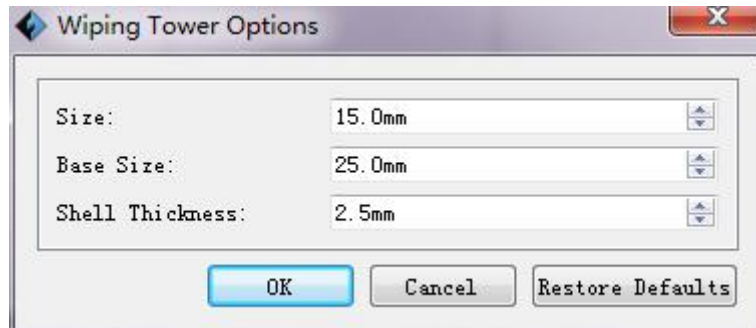 Wiping Tower Options
Size: 15.0mm
Base Size: 25.0mm
Shell Thickness: 2.5mm
OK Cancel Restore Defaults